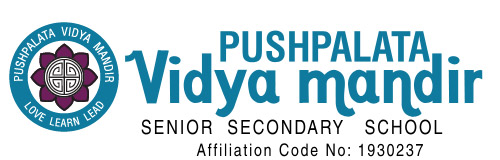 PUSHPALATA VIDYA MANDIR
LOVE LEARN LEAD
PUSHPALATA
Vidya mandir
SENIOR SECONDARY SCHOOL
Affiliation Code No: 1930237